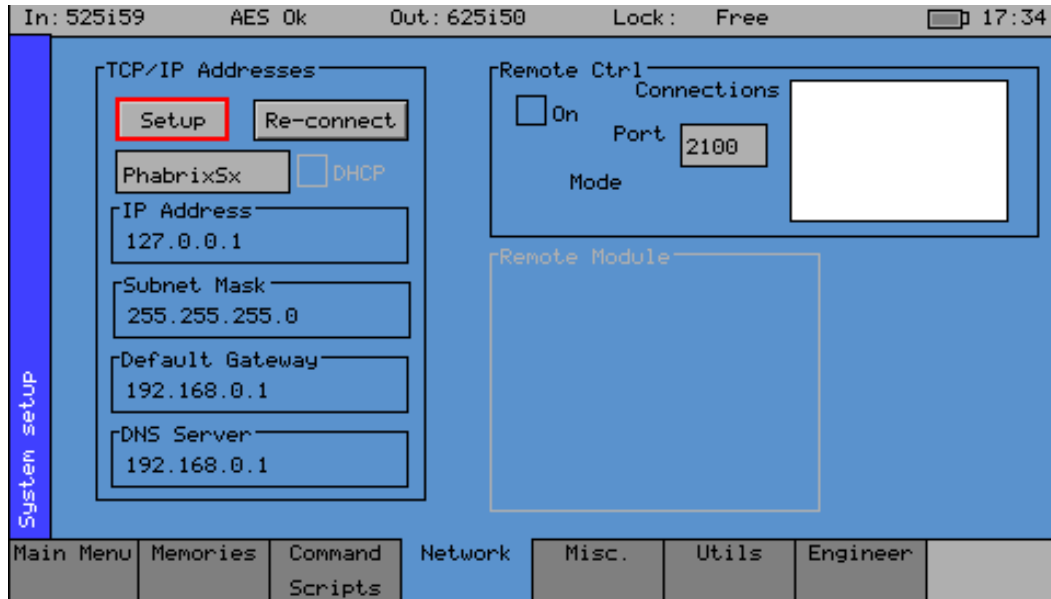 In:525i59 AES Ok Out:625i50 Lock: Free 17:34
TCP/IP Addresses
Setup Re-connect
PhabrixSx DHCP
IP Address
127.0.0.1
Subnet Mask
255.255.255.0
Default Gateway
192.168.0.1
DNS Server
192.168.0.1
Remote Ctrl
Connections
On
Port 2100
Mode
Remote Module
System setup
Main Menu Memories Command Scripts Network Misc. Utils Engineer